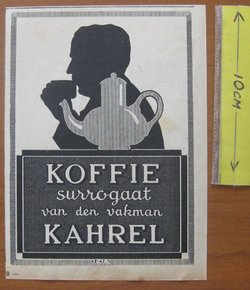 KOFFIE
surrogaat
van den vakman
KAHREL
10CM